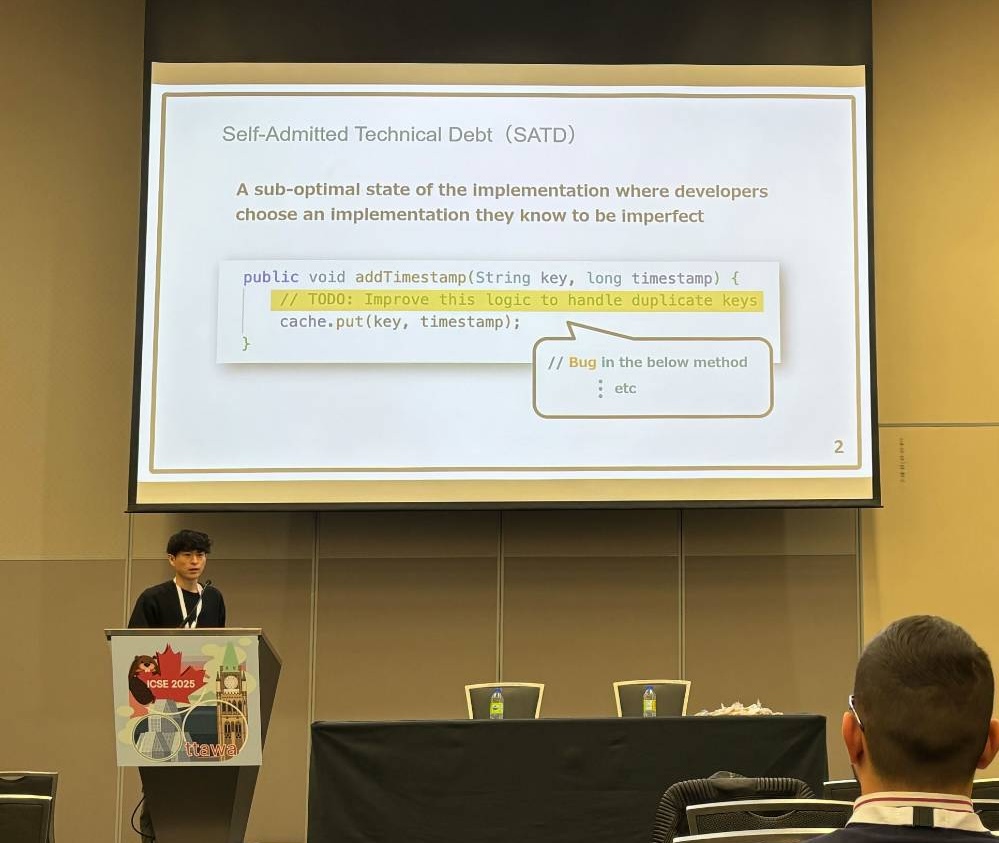 Self-Admitted Technical Debt（SATD）
A sub-optimal state of the implementation where developers
choose an implementation they know to be imperfect
public void addTimestamp(String key, long timestamp) {
// TODO: Improve this logic to handle duplicate keys
cache.put(key, timestamp);
}
// Bug in the below method
⋮ etc
2
ICSE 2025
ttawa